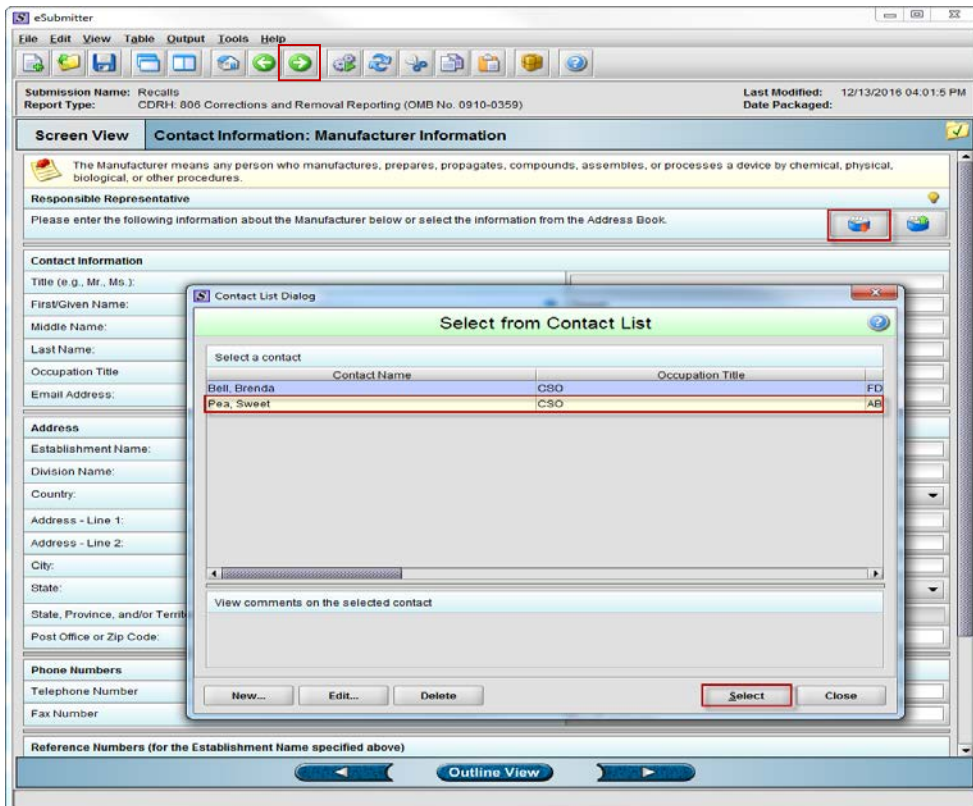 eSubmitter
File Edit View Table Output Tools Help
Submission Name: Recalls
Last Modified: 12/13/2016 04:01:5 PM
Report Type: CDRH: 806 Corrections and Removal Reporting (OMB No. 0910-0359)
Date Packaged:
Screen View Contact Information: Manufacturer Information
The Manufacturer means any person who manufactures, prepares, propagates, compounds, assembles, or processes a device by chemical, physical,
biological, or other procedures.
Responsible Representative
Please enter the following information about the Manufacturer below or select the information from the Address Book.
Contact Information
Title (e.g., Mr., Ms.):
First/Given Name:
Middle Name:
Last Name:
Occupation Title
Email Address:
Address
Establishment Name:
Division Name:
Country:
Address - Line 1:
Address - Line 2:
City:
State:
State, Province, and/or
Post Office or Zip Code:
Phone Numbers
Telephone Number
Fax Number
Reference Numbers (for the Establishment Name specified above)
Outline View
Contact List Dialog
Select from Contact List
Select a contact
Contact Name Occupation Title
Bell, Brenda CSO FD
Pea, Sweet CSO AB
View comments on the selected contact
New... Edit... Delete Select Close